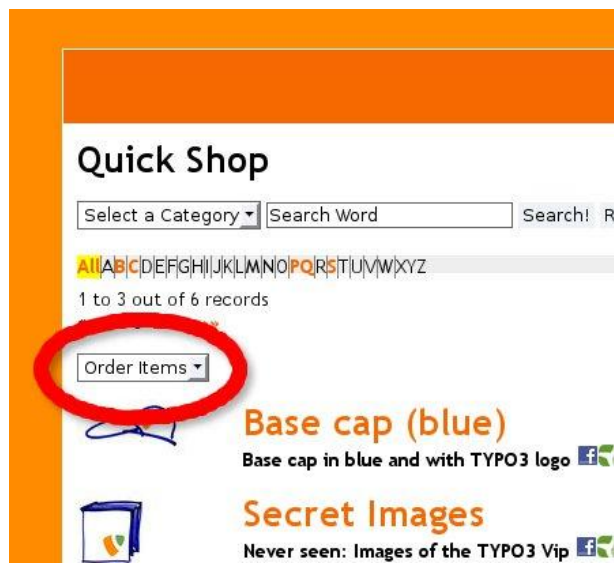 Quick Shop
Select a Category Search Word Search! R
All|A|B|C|D|E|F|G|H|I|J|K|L|M|N|O|P|Q|R|S|T|U|V|W|X|Y|Z
1 to 3 out of 6 records
Order Items
Base cap (blue)
Base cap in blue and with TYPO3 logo
Secret Images
Never seen: Images of the TYPO3 Vip